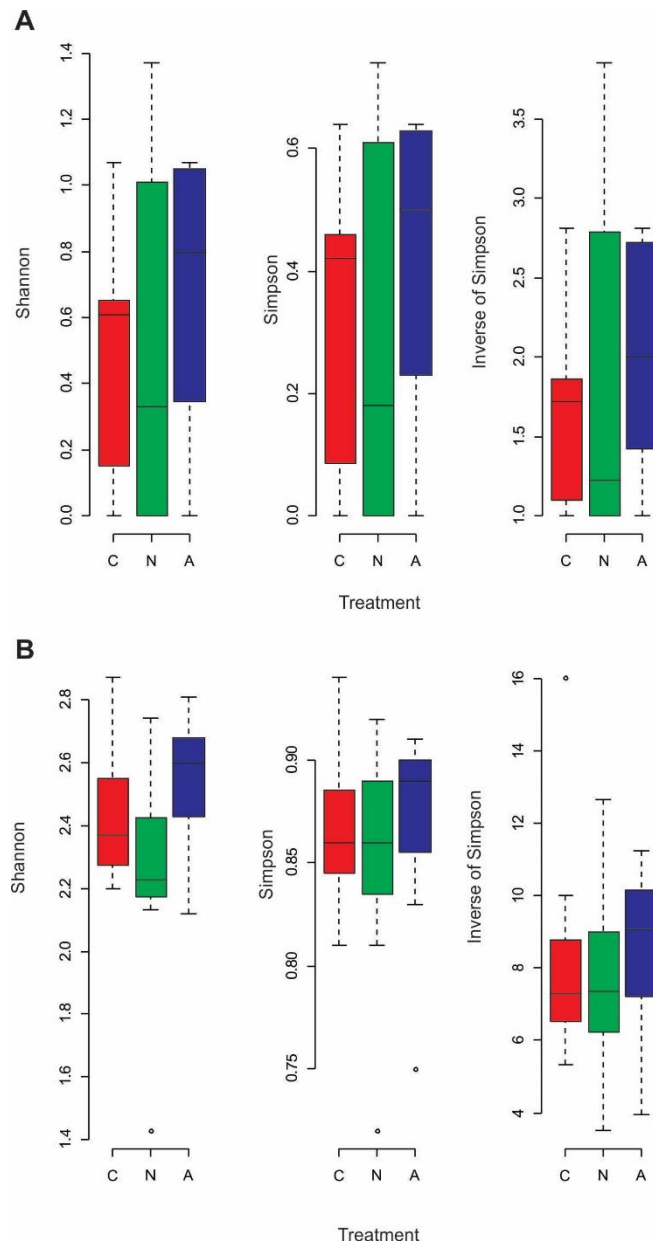 A
Shannon
0.0 0.2 0.4 0.6 0.8 1.0 1.2 1.4
C N A
Simpson
0.0 0.2 0.4 0.6
C N A
Inverse of Simpson
1.0 1.5 2.0 2.5 3.0 3.5
C N A
Treatment
B
Shannon
1.4 1.6 1.8 2.0 2.2 2.4 2.6 2.8
C N A
Simpson
0.75 0.80 0.85 0.90
C N A
Inverse of Simpson
4 6 8 10 12 14 16
C N A
Treatment